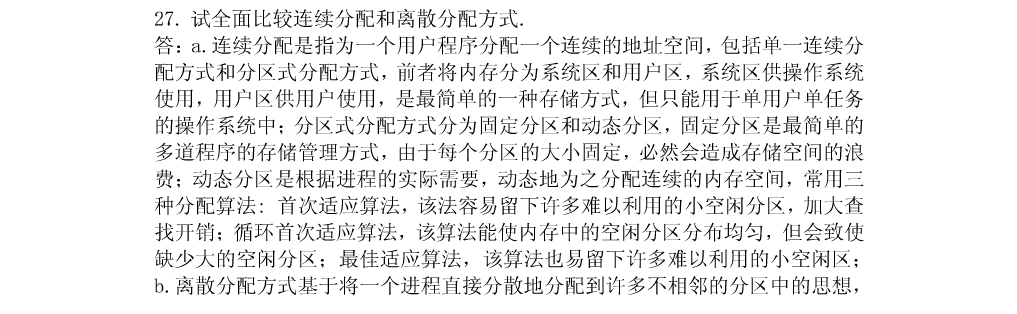 27. 试全面比较连续分配和离散分配方式.
答：a.连续分配是指为一个用户程序分配一个连续的地址空间，包括单一连续分
配方式和分区式分配方式，前者将内存分为系统区和用户区，系统区供操作系统
使用，用户区供用户使用，是最简单的一种存储方式，但只能用于单用户单任务
的操作系统中；分区式分配方式分为固定分区和动态分区，固定分区是最简单的
多道程序的存储管理方式，由于每个分区的大小固定，必然会造成存储空间的浪
费；动态分区是根据进程的实际需要，动态地为之分配连续的内存空间，常用三
种分配算法: 首次适应算法，该法容易留下许多难以利用的小空闲分区，加大查
找开销；循环首次适应算法，该算法能使内存中的空闲分区分布均匀，但会致使
缺少大的空闲分区；最佳适应算法，该算法也易留下许多难以利用的小空闲区；
b.离散分配方式基于将一个进程直接分散地分配到许多不相邻的分区中的思想，